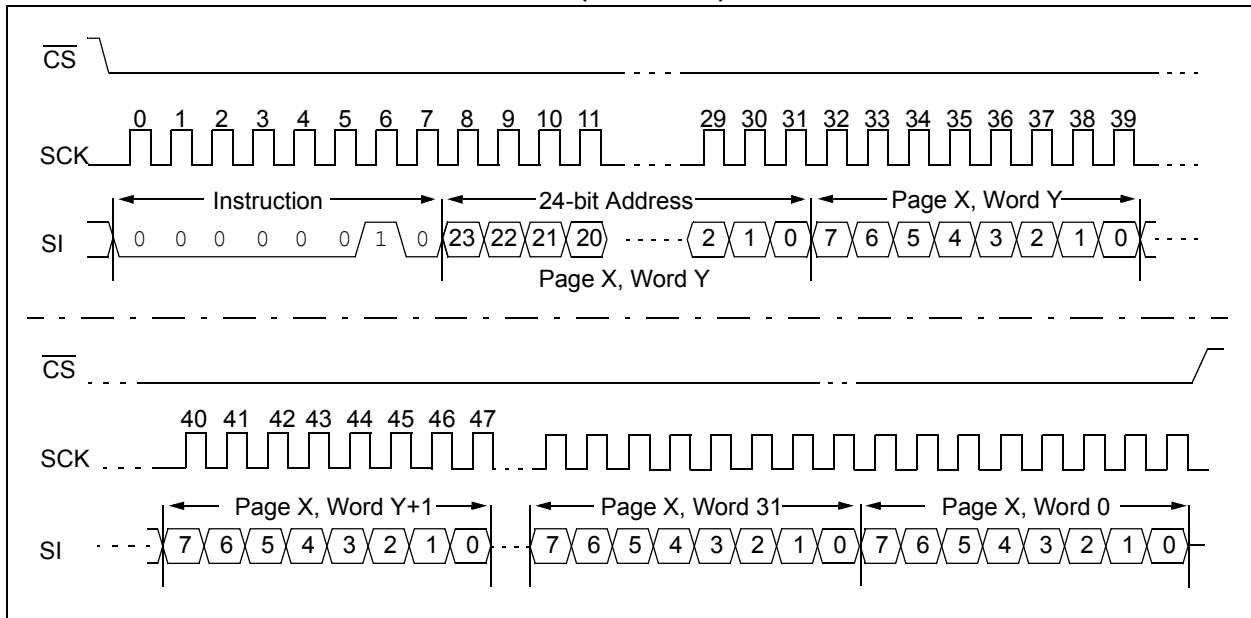 CS
0 1 2 3 4 5 6 7 8 9 10 11 29 30 31 32 33 34 35 36 37 38 39
SCK
Instruction 24-bit Address Page X, Word Y
SI 0 0 0 0 0 0 1 0 23 22 21 20 2 1 0 7 6 5 4 3 2 1 0
Page X, Word Y
CS
40 41 42 43 44 45 46 47
SCK
Page X, Word Y+1 Page X, Word 31 Page X, Word 0
SI 7 6 5 4 3 2 1 0 7 6 5 4 3 2 1 0 7 6 5 4 3 2 1 0